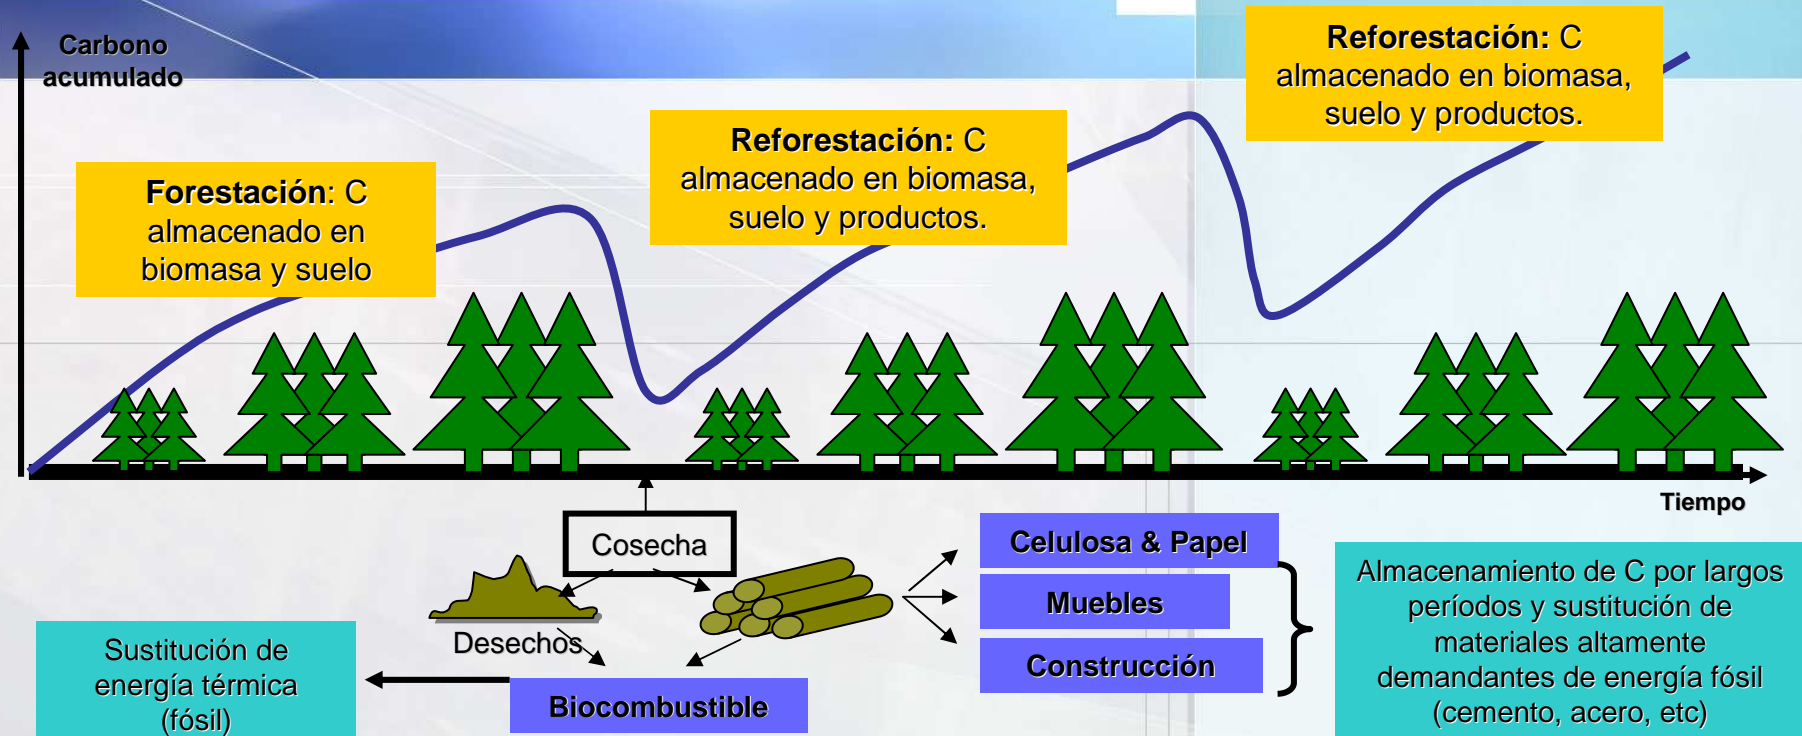 Carbono
acumulado
Forestación: C
almacenado en
biomasa y suelo
Reforestación: C
almacenado en biomasa,
suelo y productos.
Reforestación: C
almacenado en biomasa,
suelo y productos.
Tiempo
Cosecha
Desechos
Biocombustible
Sustitución de
energía térmica
(fósil)
Celulosa & Papel
Muebles
Construcción
Almacenamiento de C por largos
períodos y sustitución de
materiales altamente
demandantes de energía fósil
(cemento, acero, etc)